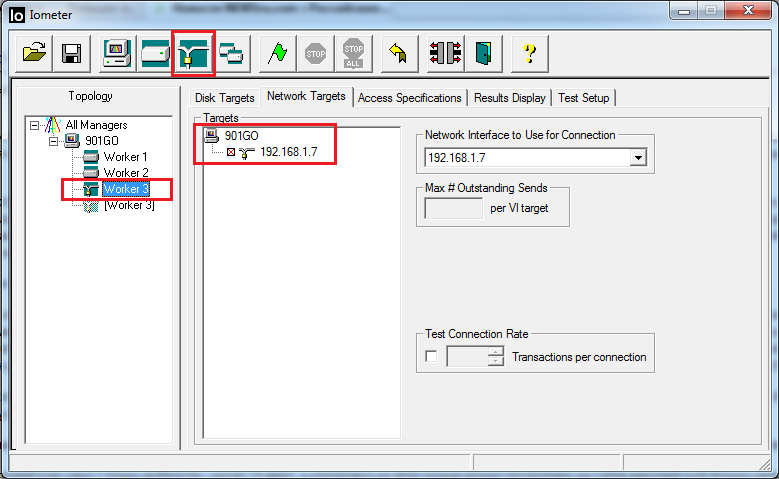 Io Iometer
STOP
STOP ALL
?
Topology
All Managers
901GO
Worker 1
Worker 2
Worker 3
[Worker 3]
Disk Targets
Network Targets
Access Specifications
Results Display
Test Setup
Targets
901GO
192.168.1.7
Network Interface to Use for Connection
192.168.1.7
Max # Outstanding Sends
per VI target
Test Connection Rate
Transactions per connection